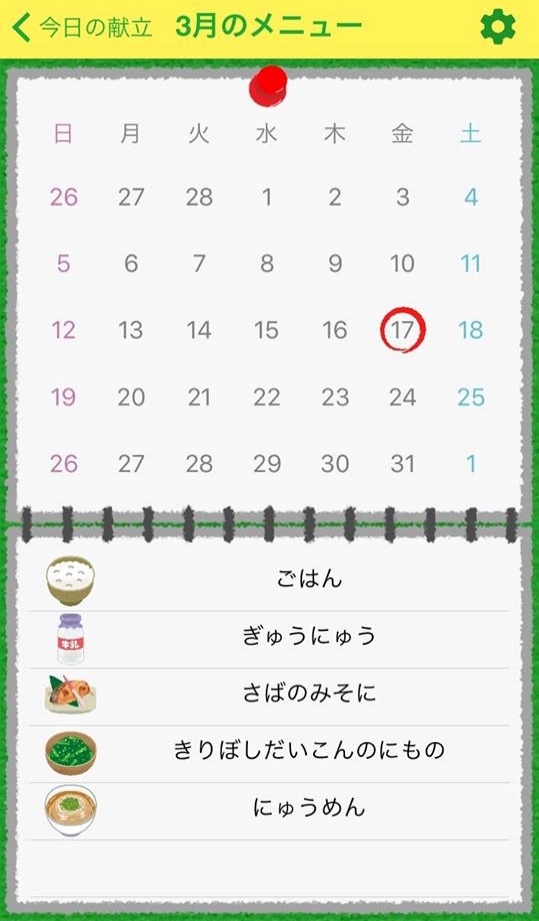 今日の献立 3月のメニュー
日 月 火 水 木 金 土
26 27 28 1 2 3 4
5 6 7 8 9 10 11
12 13 14 15 16 17 18
19 20 21 22 23 24 25
26 27 28 29 30 31 1
ごはん
牛乳 ぎゅうにゅう
さばのみそに
きりぼしだいこんのにもの
にゅうめん